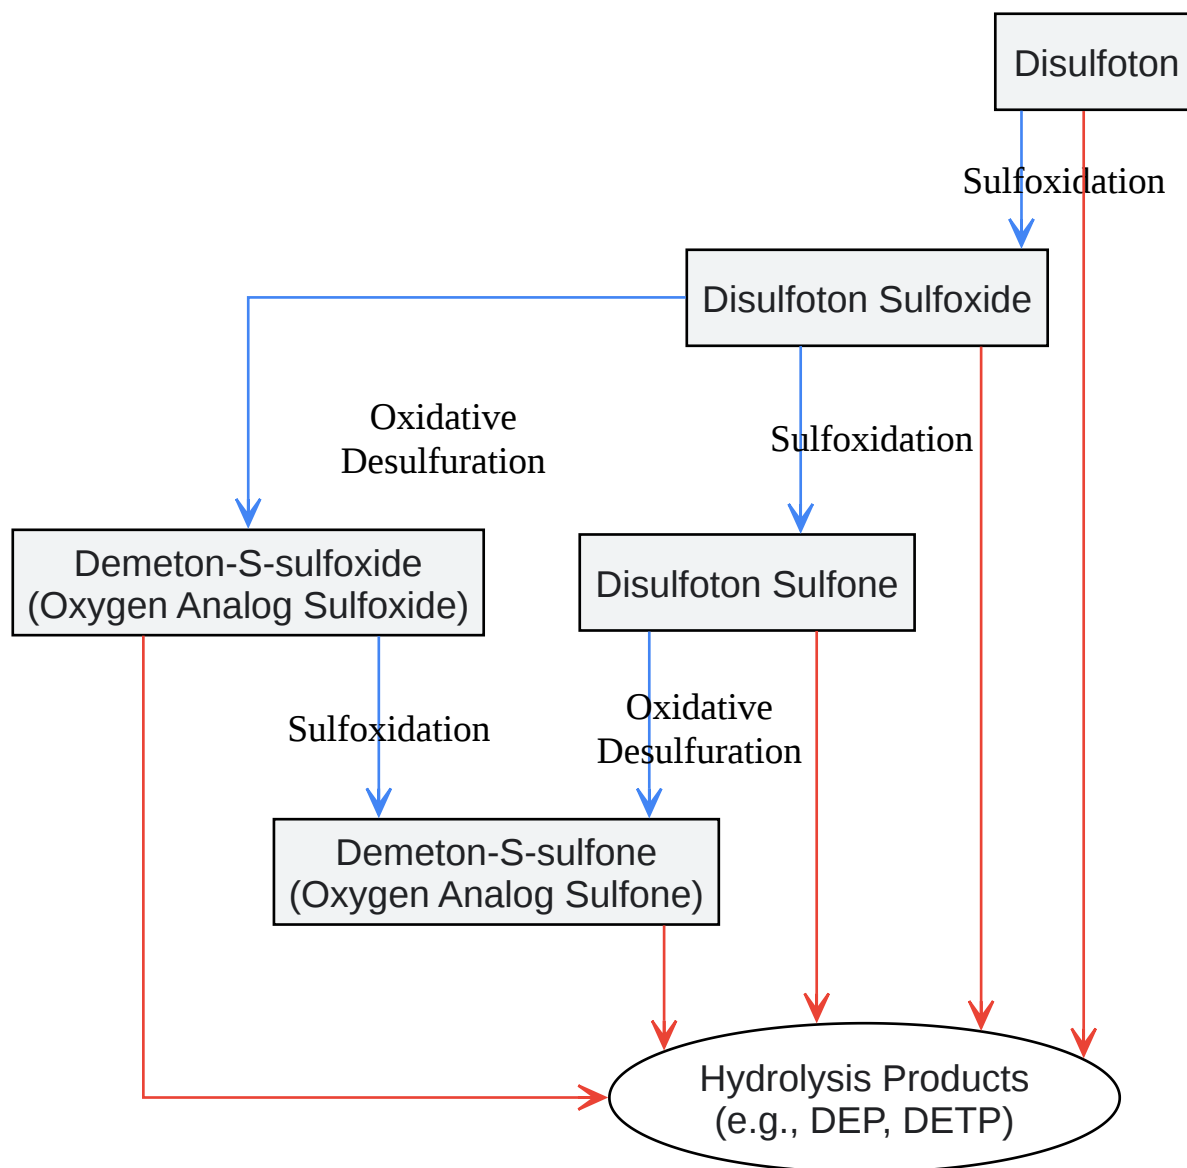 Disulfoton
Sulfoxidation
Disulfoton Sulfoxide
Oxidative
Desulfuration
Sulfoxidation
Demeton-S-sulfoxide
(Oxygen Analog Sulfoxide)
Disulfoton Sulfone
Sulfoxidation
Oxidative
Desulfuration
Demeton-S-sulfone
(Oxygen Analog Sulfone)
Hydrolysis Products
(e.g., DEP, DETP)